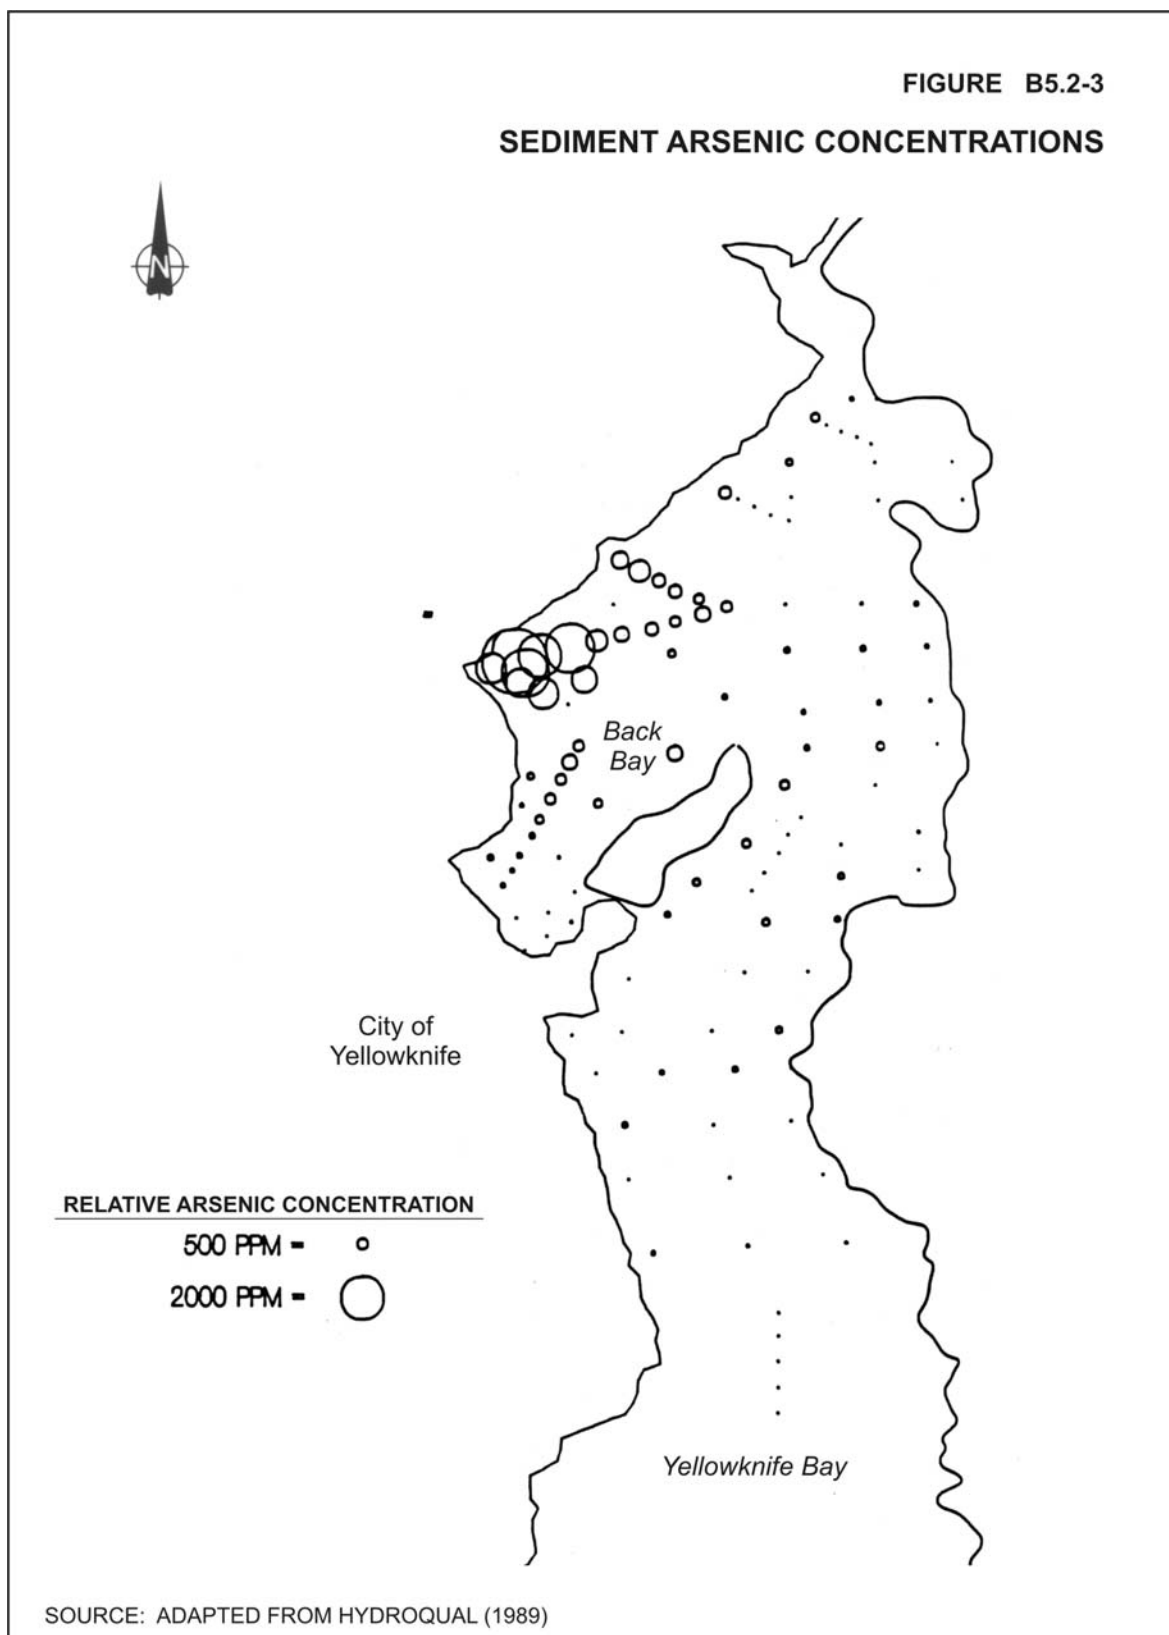 FIGURE B5.2-3
SEDIMENT ARSENIC CONCENTRATIONS
N
Back
Bay
City of
Yellowknife
RELATIVE ARSENIC CONCENTRATION
500 PPM =
2000 PPM =
Yellowknife Bay
SOURCE: ADAPTED FROM HYDROQUAL (1989)